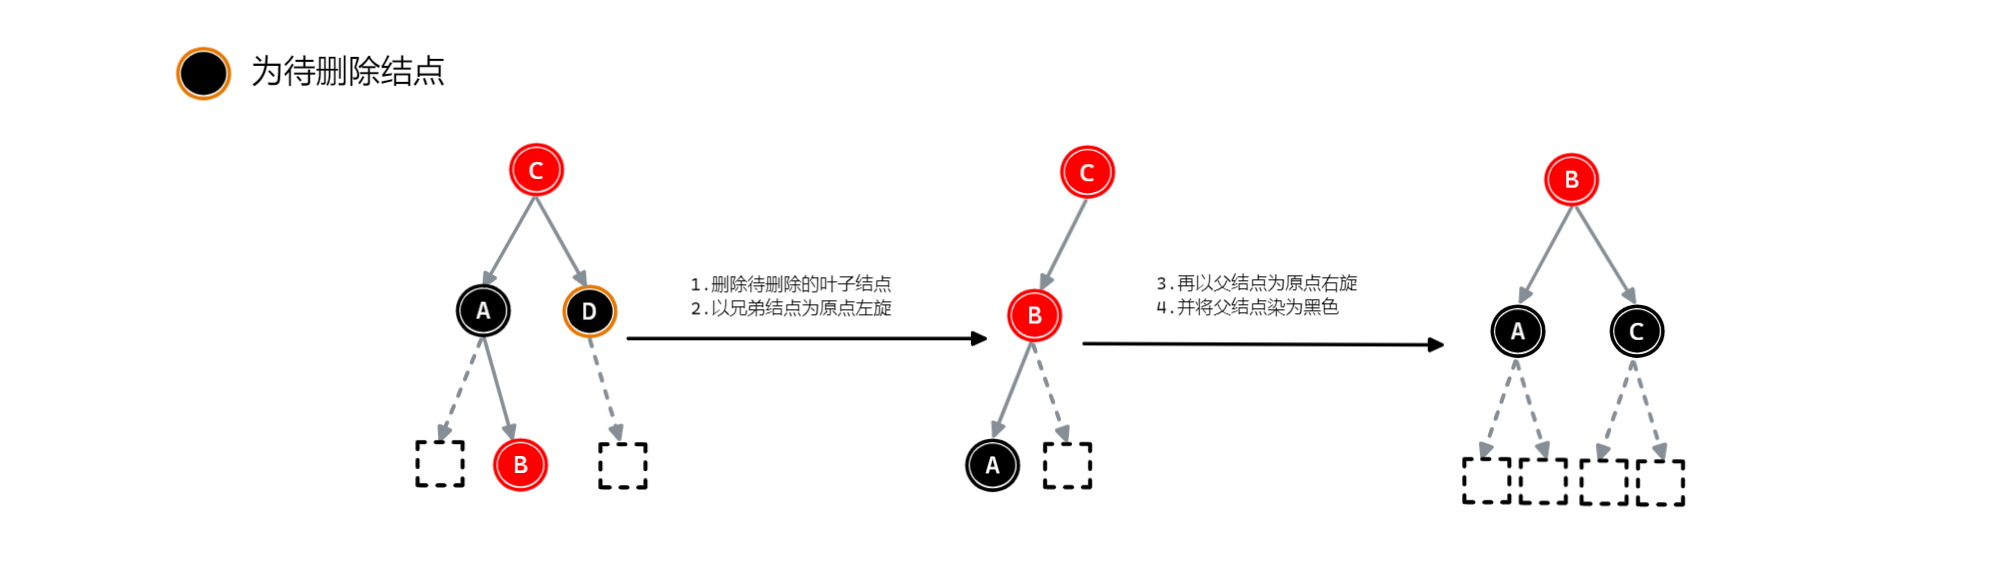 为待删除结点
C
A
D
B
1.删除待删除的叶子结点
2.以兄弟结点为原点左旋
C
B
A
3.再以父结点为原点右旋
4.并将父结点染为黑色
B
A
C